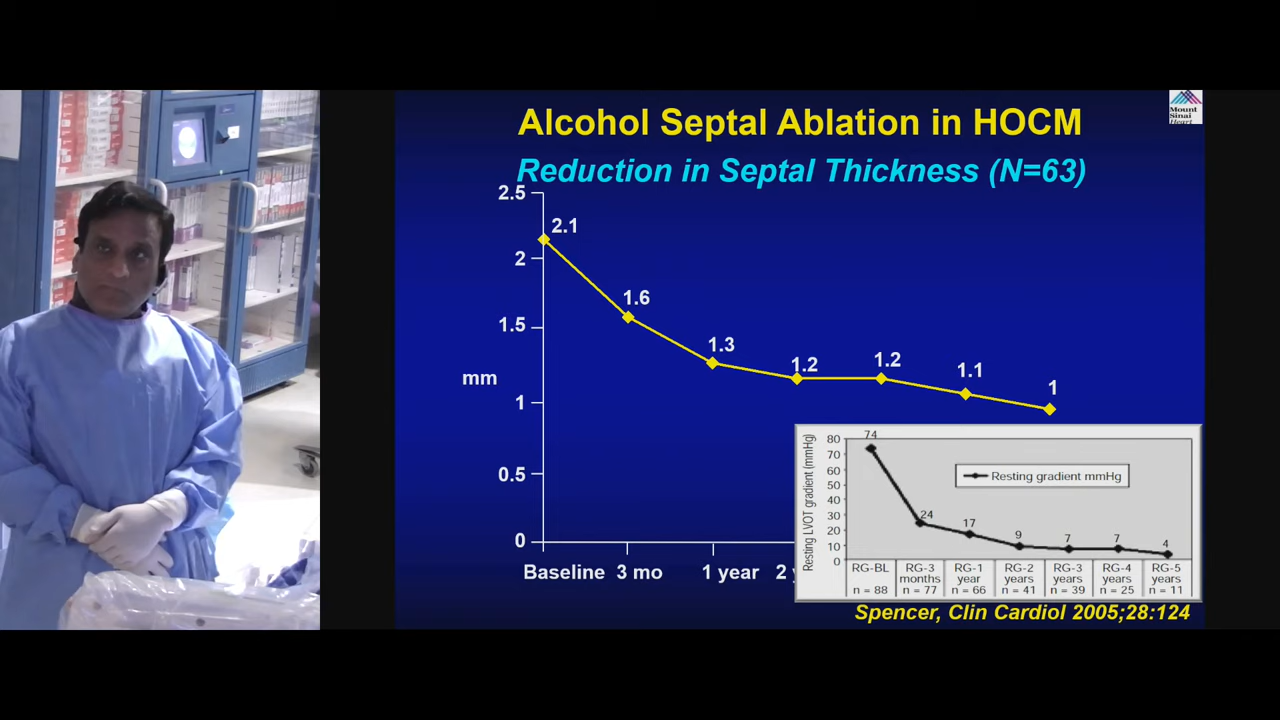 Alcohol Septal Ablation in HOCM
Mount
Sinai
Heart
Reduction in Septal Thickness (N=63)
2.5
2
1.5
mm
1
0.5
0
2.1
1.6
1.3
1.2
1.2
1.1
1
Baseline 3 mo 1 year 2 y
Resting LVOT gradient (mmHg)
80
70
60
50
40
30
20
10
0
74
24
17
9
7
7
4
Resting gradient mmHg
RG-BL RG-3 RG-1 RG-2 RG-3 RG-4 RG-5
months year years years years years
n = 88 n = 77 n = 66 n = 41 n = 39 n = 25 n = 11
Spencer, Clin Cardiol 2005;28:124